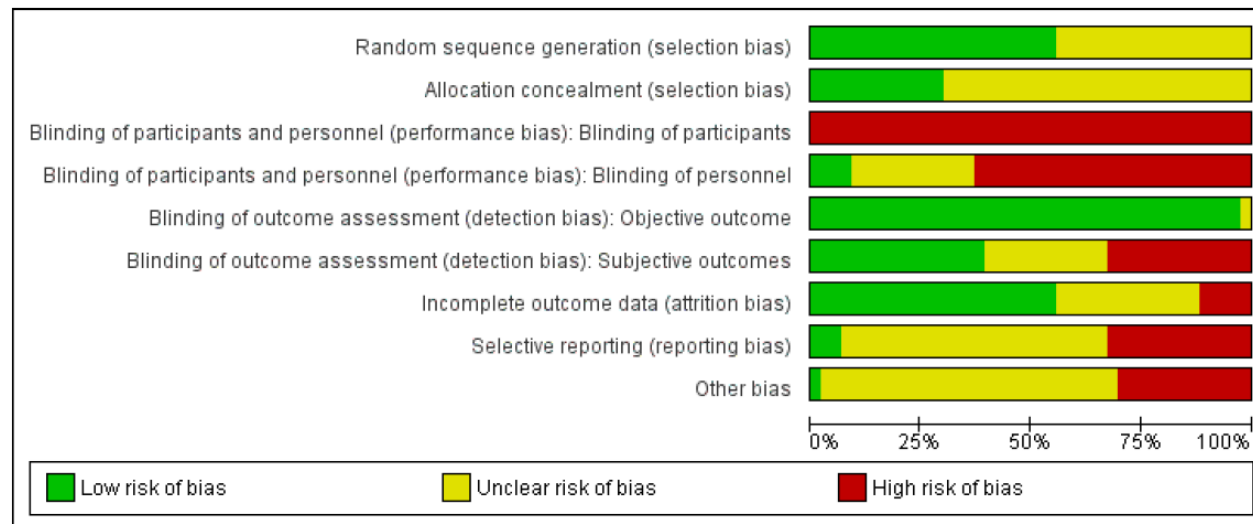 Random sequence generation (selection bias)
Allocation concealment (selection bias)
Blinding of participants and personnel (performance bias): Blinding of participants
Blinding of participants and personnel (performance bias): Blinding of personnel
Blinding of outcome assessment (detection bias): Objective outcome
Blinding of outcome assessment (detection bias): Subjective outcomes
Incomplete outcome data (attrition bias)
Selective reporting (reporting bias)
Other bias
0% 25% 50% 75% 100%
Low risk of bias Unclear risk of bias High risk of bias